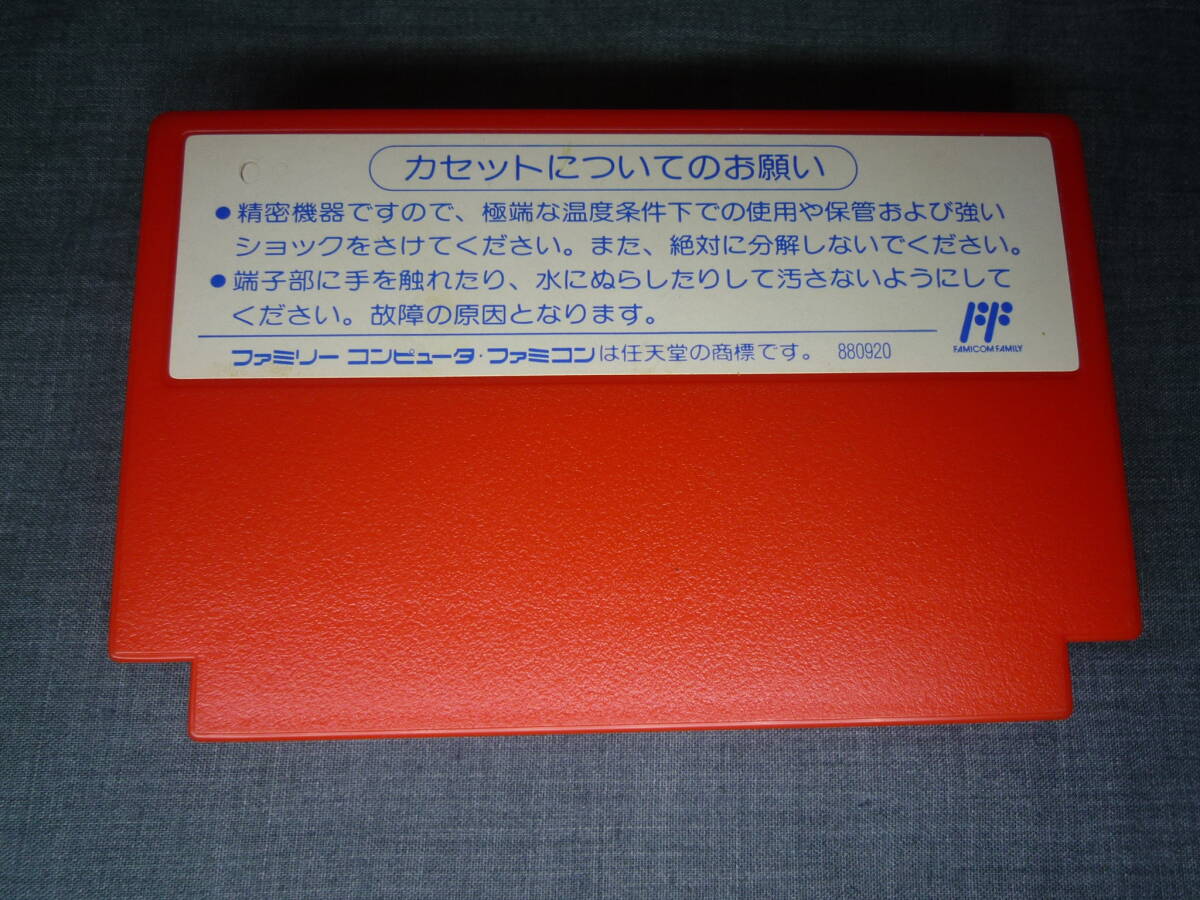 カセットについてのお願い
●精密機器ですので、極端な温度条件下での使用や保管および強い
ショックをさけてください。また、絶対に分解しないでください。
●端子部に手を触れたり、水にぬらしたりして汚さないようにして
ください。故障の原因となります。
FAMICOM FAMILY
ファミリー コンピュータ・ファミコンは任天堂の商標です。 880920